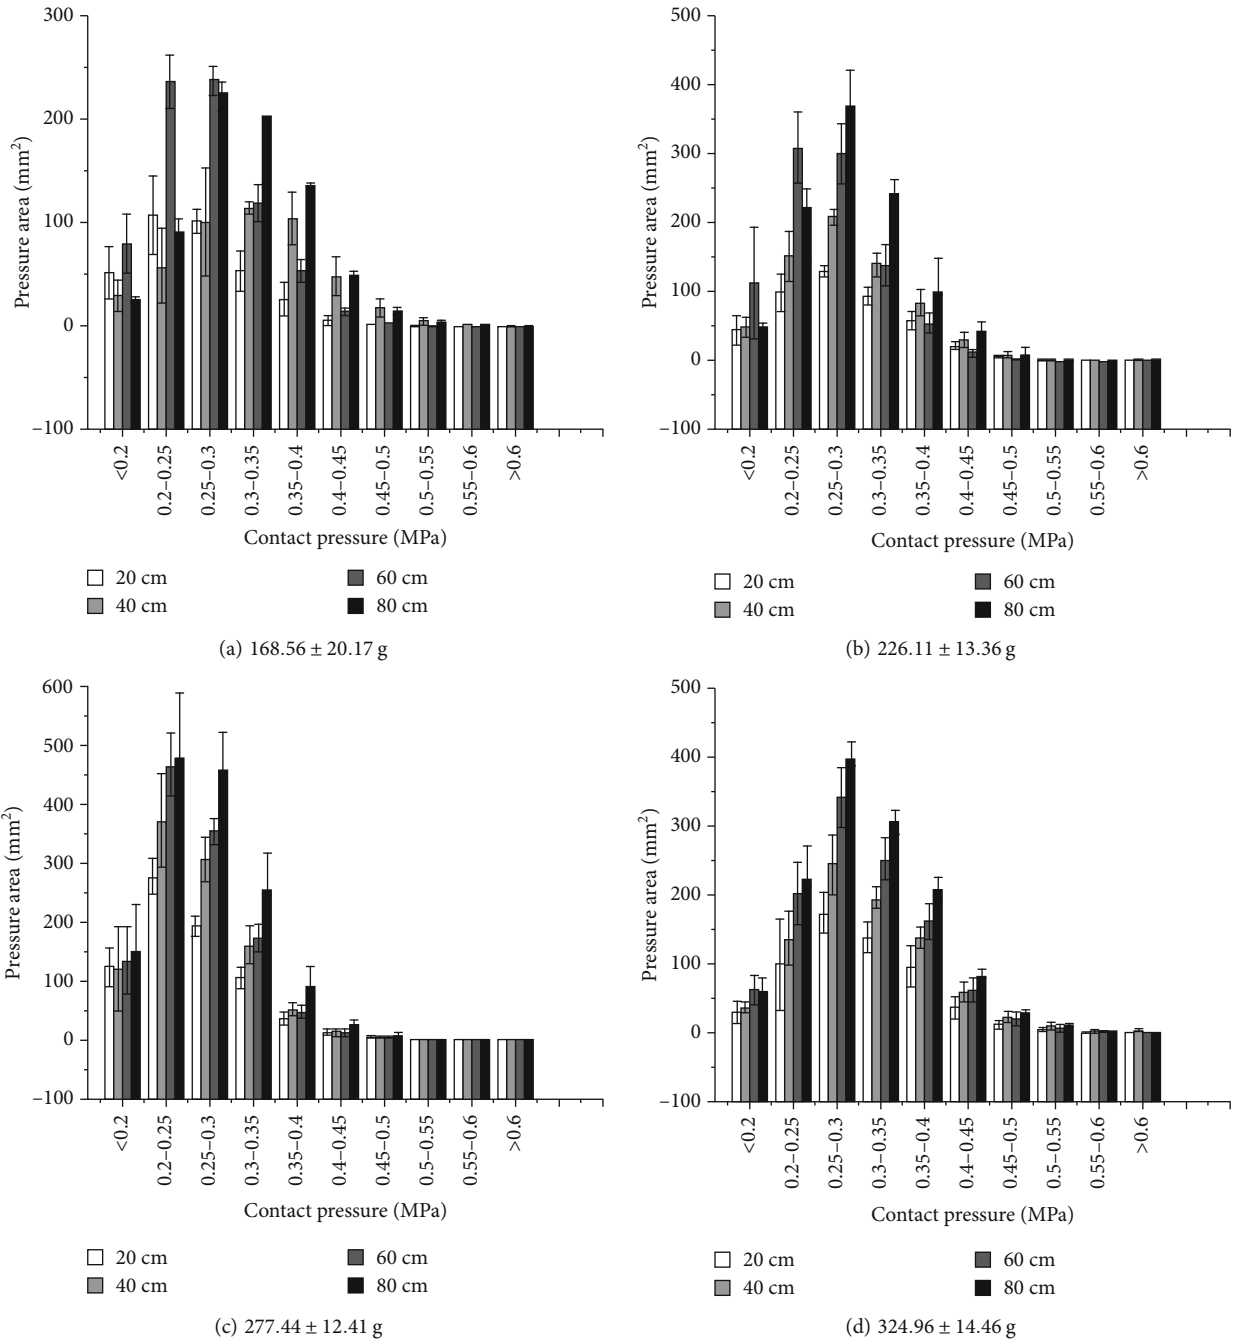 300
200
100
0
−100
Pressure area (mm²)
<0.2
0.2−0.25
0.25−0.3
0.3−0.35
0.35−0.4
0.4−0.45
0.45−0.5
0.5−0.55
0.55−0.6
>0.6
Contact pressure (MPa)
20 cm
40 cm
60 cm
80 cm
(a) 168.56 ± 20.17 g
500
400
300
200
100
0
−100
Pressure area (mm²)
<0.2
0.2−0.25
0.25−0.3
0.3−0.35
0.35−0.4
0.4−0.45
0.45−0.5
0.5−0.55
0.55−0.6
>0.6
Contact pressure (MPa)
20 cm
40 cm
60 cm
80 cm
(b) 226.11 ± 13.36 g
600
500
400
300
200
100
0
−100
Pressure area (mm²)
<0.2
0.2−0.25
0.25−0.3
0.3−0.35
0.35−0.4
0.4−0.45
0.45−0.5
0.5−0.55
0.55−0.6
>0.6
Contact pressure (MPa)
20 cm
40 cm
60 cm
80 cm
(c) 277.44 ± 12.41 g
500
400
300
200
100
0
−100
Pressure area (mm²)
<0.2
0.2−0.25
0.25−0.3
0.3−0.35
0.35−0.4
0.4−0.45
0.45−0.5
0.5−0.55
0.55−0.6
>0.6
Contact pressure (MPa)
20 cm
40 cm
60 cm
80 cm
(d) 324.96 ± 14.46 g